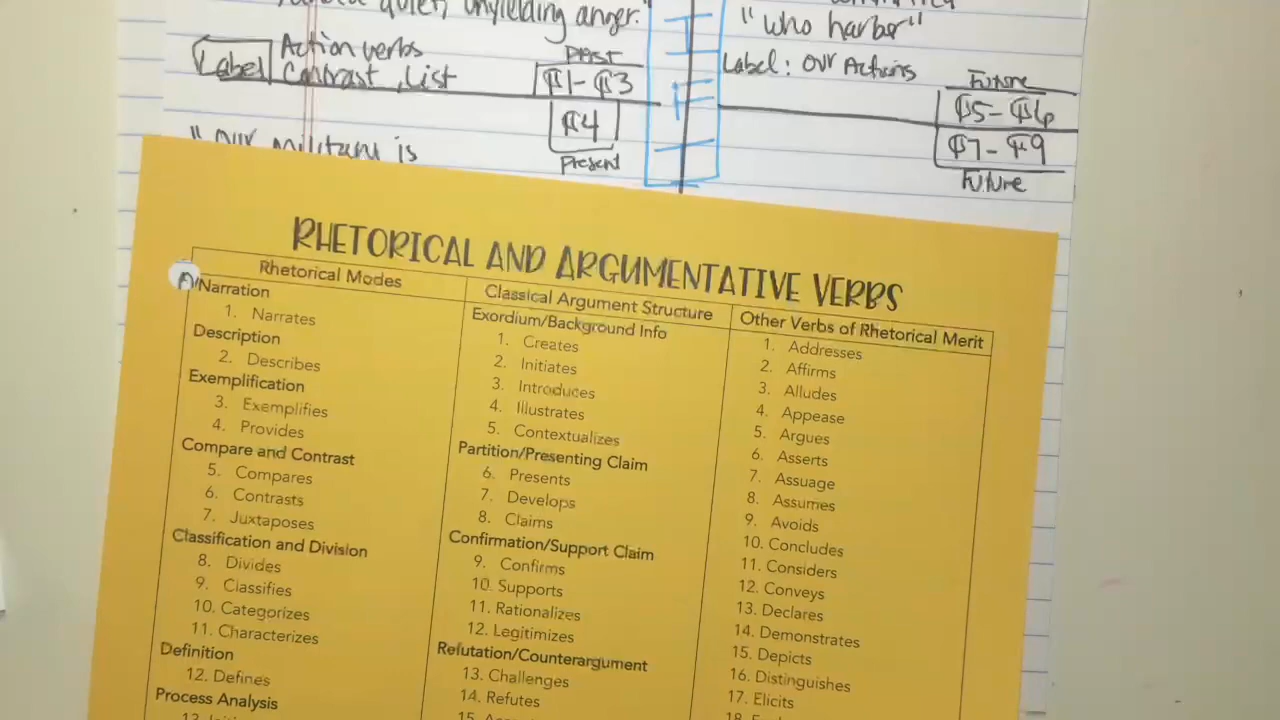 quiet, unyielding anger."
Label
Action verbs
Contrast, List
Past
¶1-¶3
¶4
Present
"Our military is
"who harbor"
Label: Our Actions
Future
¶5-¶6
¶7-¶9
Future
RHETORICAL AND ARGUMENTATIVE VERBS
Rhetorical Modes
A/Narration
1. Narrates
Description
2. Describes
Exemplification
3. Exemplifies
4. Provides
Compare and Contrast
5. Compares
6. Contrasts
7. Juxtaposes
Classification and Division
8. Divides
9. Classifies
10. Categorizes
11. Characterizes
Definition
12. Defines
Process Analysis
Classical Argument Structure
Exordium/Background Info
1. Creates
2. Initiates
3. Introduces
4. Illustrates
5. Contextualizes
Partition/Presenting Claim
6. Presents
7. Develops
8. Claims
Confirmation/Support Claim
9. Confirms
10. Supports
11. Rationalizes
12. Legitimizes
Refutation/Counterargument
13. Challenges
14. Refutes
Other Verbs of Rhetorical Merit
1. Addresses
2. Affirms
3. Alludes
4. Appease
5. Argues
6. Asserts
7. Assuage
8. Assumes
9. Avoids
10. Concludes
11. Considers
12. Conveys
13. Declares
14. Demonstrates
15. Depicts
16. Distinguishes
17. Elicits